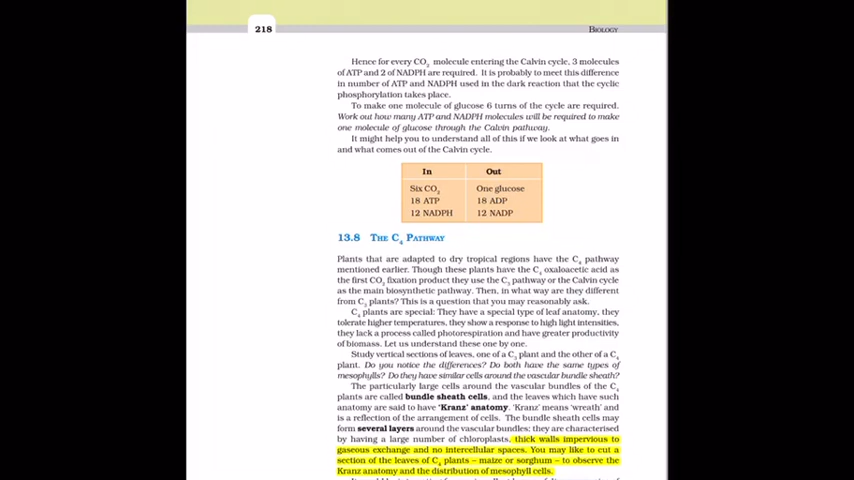 218
BIOLOGY
Hence for every CO2 molecule entering the Calvin cycle, 3 molecules
of ATP and 2 of NADPH are required. It is probably to meet this difference
in number of ATP and NADPH used in the dark reaction that the cyclic
phosphorylation takes place.
To make one molecule of glucose 6 turns of the cycle are required.
Work out how many ATP and NADPH molecules will be required to make
one molecule of glucose through the Calvin pathway.
It might help you to understand all of this if we look at what goes in
and what comes out of the Calvin cycle.
In Out
Six CO2 One glucose
18 ATP 18 ADP
12 NADPH 12 NADP
13.8 THE C4 PATHWAY
Plants that are adapted to dry tropical regions have the C4 pathway
mentioned earlier. Though these plants have the C4 oxaloacetic acid as
the first CO2 fixation product they use the C3 pathway or the Calvin cycle
as the main biosynthetic pathway. Then, in what way are they different
from C3 plants? This is a question that you may reasonably ask.
C4 plants are special: They have a special type of leaf anatomy, they
tolerate higher temperatures, they show a response to high light intensities,
they lack a process called photorespiration and have greater productivity
of biomass. Let us understand these one by one.
Study vertical sections of leaves, one of a C3 plant and the other of a C4
plant. Do you notice the differences? Do both have the same types of
mesophylls? Do they have similar cells around the vascular bundle sheath?
The particularly large cells around the vascular bundles of the C4
plants are called bundle sheath cells, and the leaves which have such
anatomy are said to have 'Kranz' anatomy. 'Kranz' means 'wreath' and
is a reflection of the arrangement of cells. The bundle sheath cells may
form several layers around the vascular bundles; they are characterised
by having a large number of chloroplasts, thick walls impervious to
gaseous exchange and no intercellular spaces. You may like to cut a
section of the leaves of C4 plants – maize or sorghum – to observe the
Kranz anatomy and the distribution of mesophyll cells.